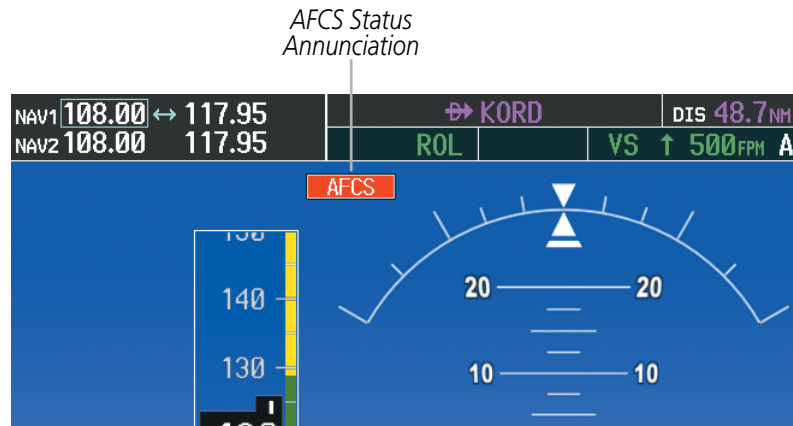 AFCS Status
Annunciation
NAV1 108.00 ↔ 117.95
NAV2 108.00 117.95
KORD DIS 48.7NM
ROL VS ↑ 500FPM A
AFCS
140
130
20 20
10 10